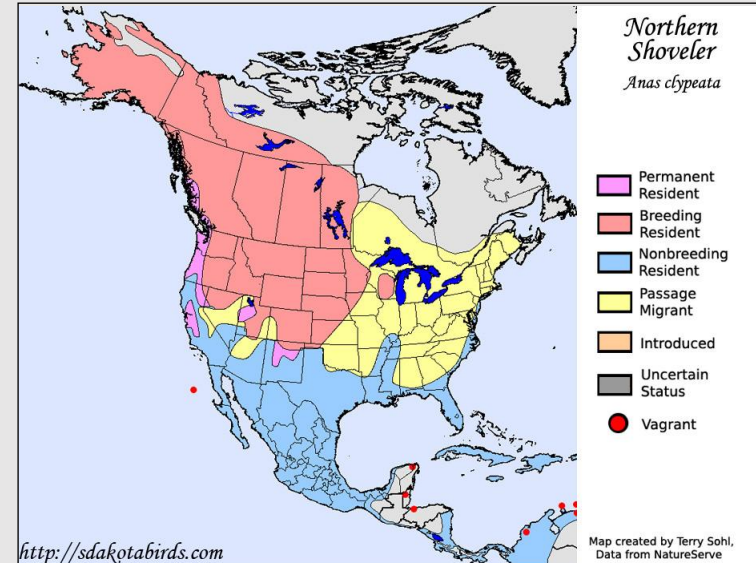 Northern
Shoveler
Anas clypeata
Permanent
Resident
Breeding
Resident
Nonbreeding
Resident
Passage
Migrant
Introduced
Uncertain
Status
Vagrant
Map created by Terry Sohl,
Data from NatureServe
http://sdakotabirds.com